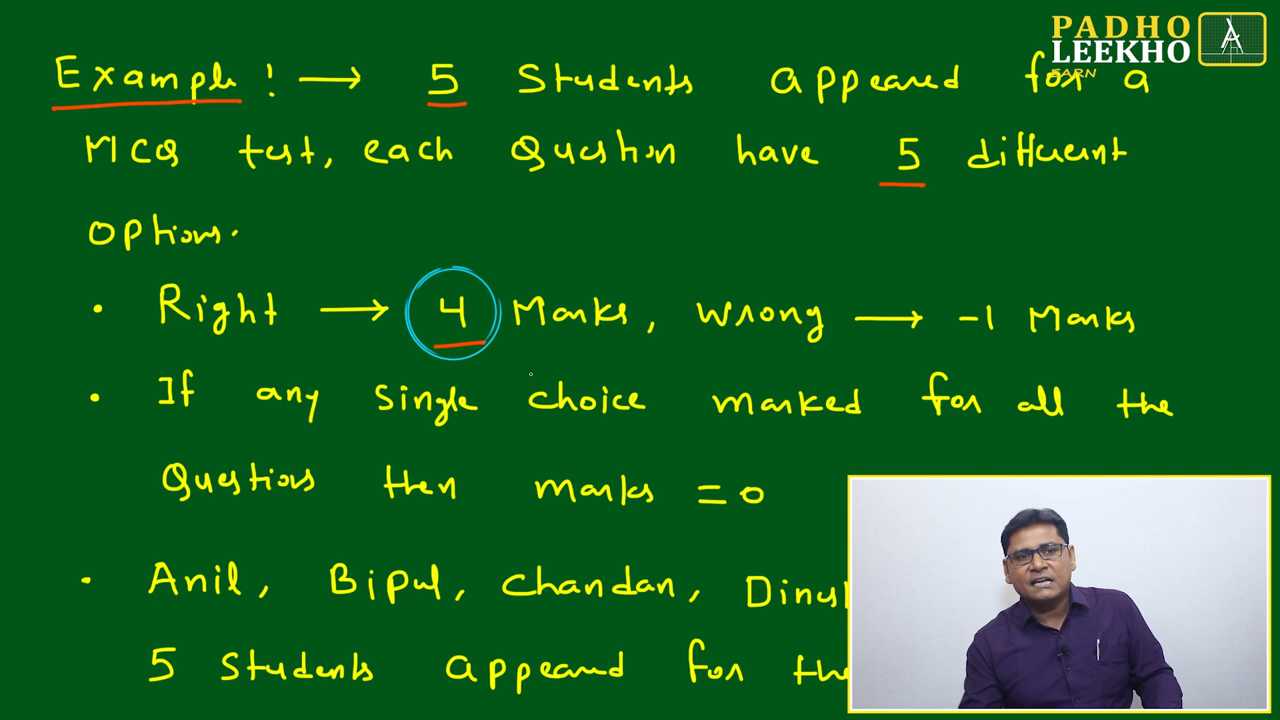 PADHO
LEEKHO
EARN
Example : → 5 Students appeared for a
MCQ test, each Question have 5 different
options.
• Right → 4 Marks, wrong → -1 Marks
• If any single choice marked for all the
Questions then marks = 0
• Anil, Bipul, Chandan,
5 Students appeared for the